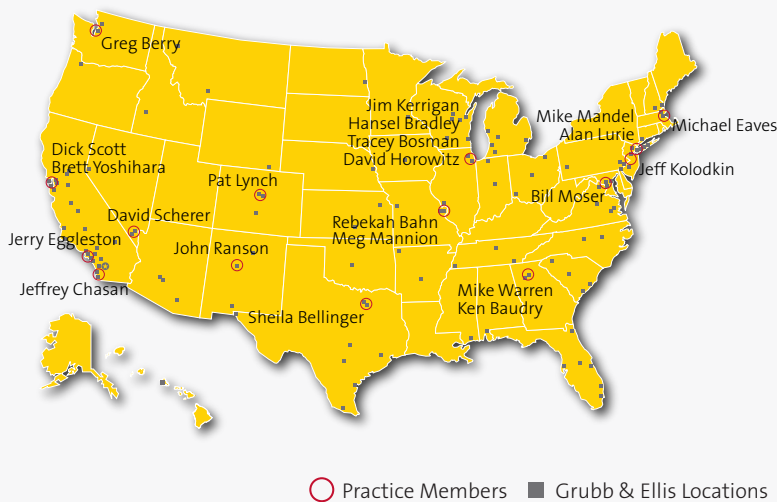 Greg Berry
Jim Kerrigan
Hansel Bradley
Tracey Bosman
David Horowitz
Mike Mandel
Alan Lurie
Michael Eaves
Jeff Kolodkin
Bill Moser
Dick Scott
Brett Yoshihara
Pat Lynch
David Scherer
Rebekah Bahn
Meg Mannion
Jerry Eggleston
John Ranson
Jeffrey Chasan
Sheila Bellinger
Mike Warren
Ken Baudry
Practice Members
Grubb & Ellis Locations